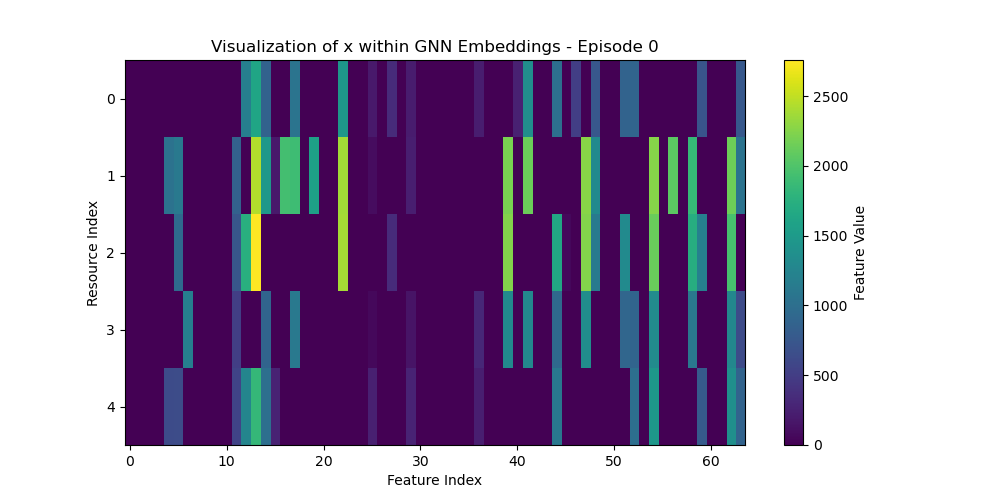 Visualization of x within GNN Embeddings - Episode 0
Resource Index
0
1
2
3
4
0 10 20 30 40 50 60
Feature Index
2500
2000
1500
1000
500
0
Feature Value